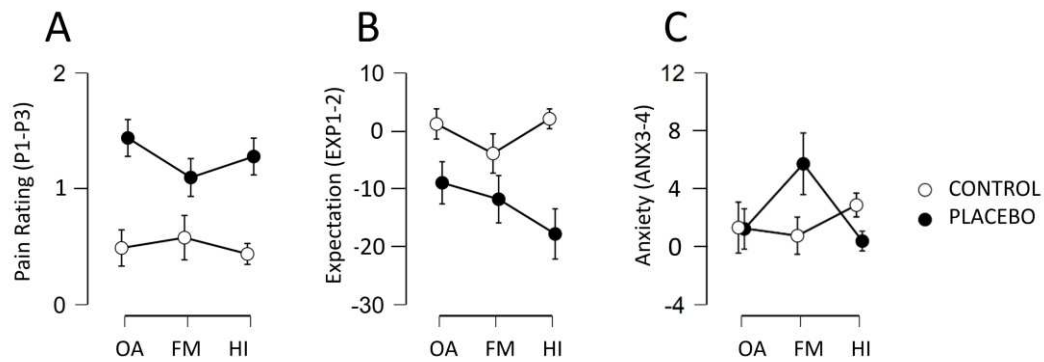 A
Pain Rating (P1-P3)
2
1
0
OA FM HI
B
Expectation (EXP1-2)
10
0
-10
-20
-30
OA FM HI
C
Anxiety (ANX3-4)
12
8
4
0
-4
OA FM HI
CONTROL
PLACEBO